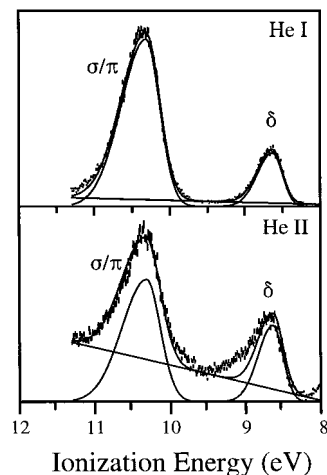 He I
σ/π
δ
He II
σ/π
δ
12 11 10 9 8
Ionization Energy (eV)